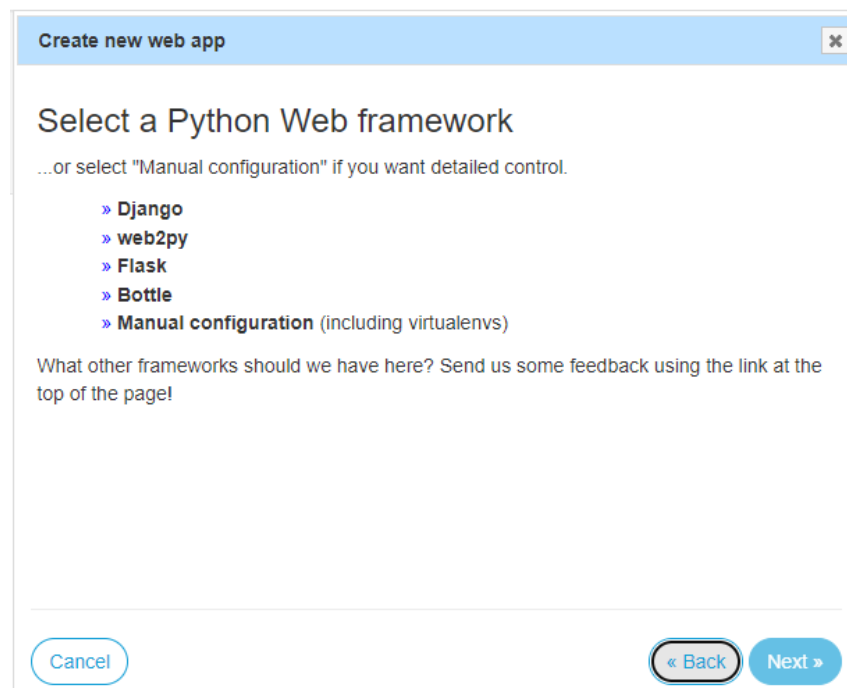 Create new web app
Select a Python Web framework
...or select "Manual configuration" if you want detailed control.
» Django
» web2py
» Flask
» Bottle
» Manual configuration (including virtualenvs)
What other frameworks should we have here? Send us some feedback using the link at the
top of the page!
Cancel
« Back
Next »